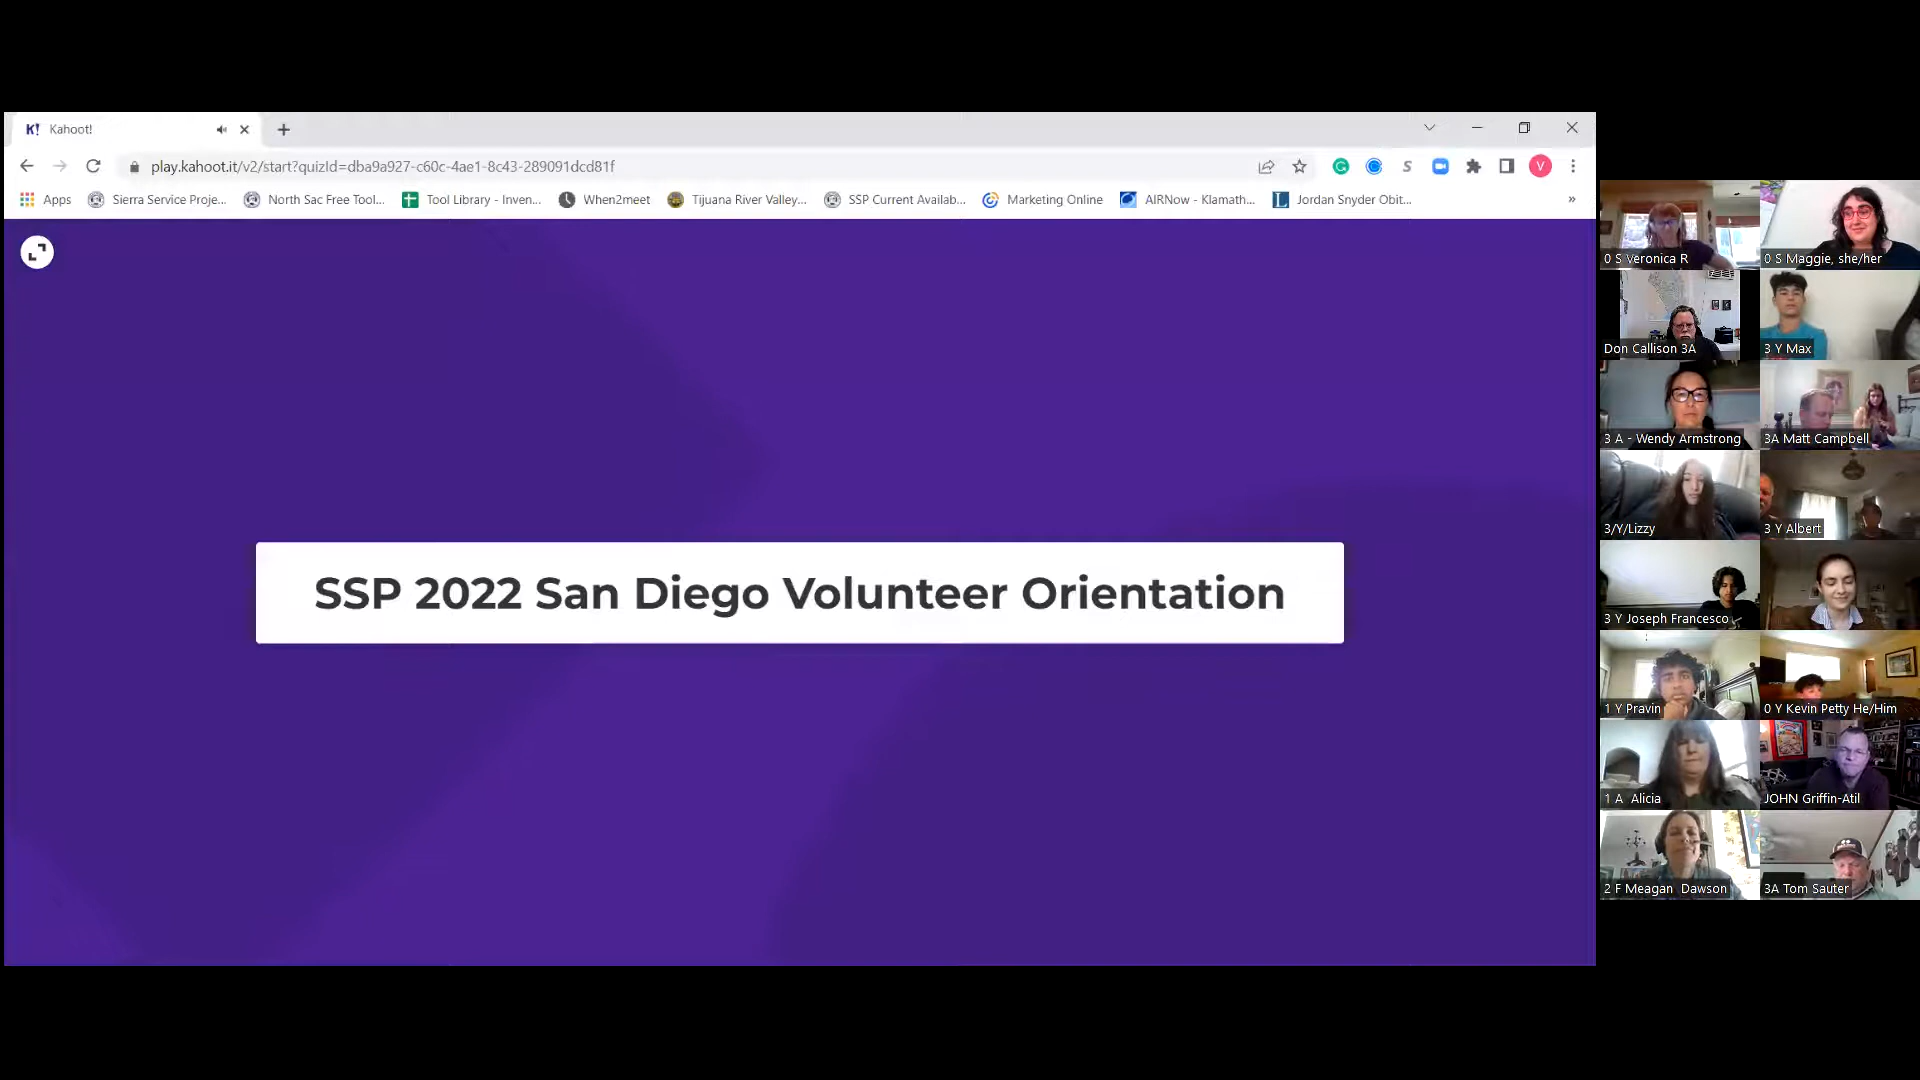 K! Kahoot!
play.kahoot.it/v2/start?quizId=dba9a927-c60c-4ae1-8c43-289091dcd81f
V
Apps Sierra Service Proje... North Sac Free Tool... Tool Library - Inven... When2meet Tijuana River Valley... SSP Current Availab... Marketing Online AIRNow - Klamath... Jordan Snyder Obit... »
SSP 2022 San Diego Volunteer Orientation
0 S Veronica R
0 S Maggie, she/her
Don Callison 3A
3 Y Max
3 A - Wendy Armstrong
3A Matt Campbell
3/Y/Lizzy
3 Y Albert
3 Y Joseph Francesco
1 Y Pravin
0 Y Kevin Petty He/Him
1 A Alicia
JOHN Griffin-Atil
2 F Meagan Dawson
3A Tom Sauter